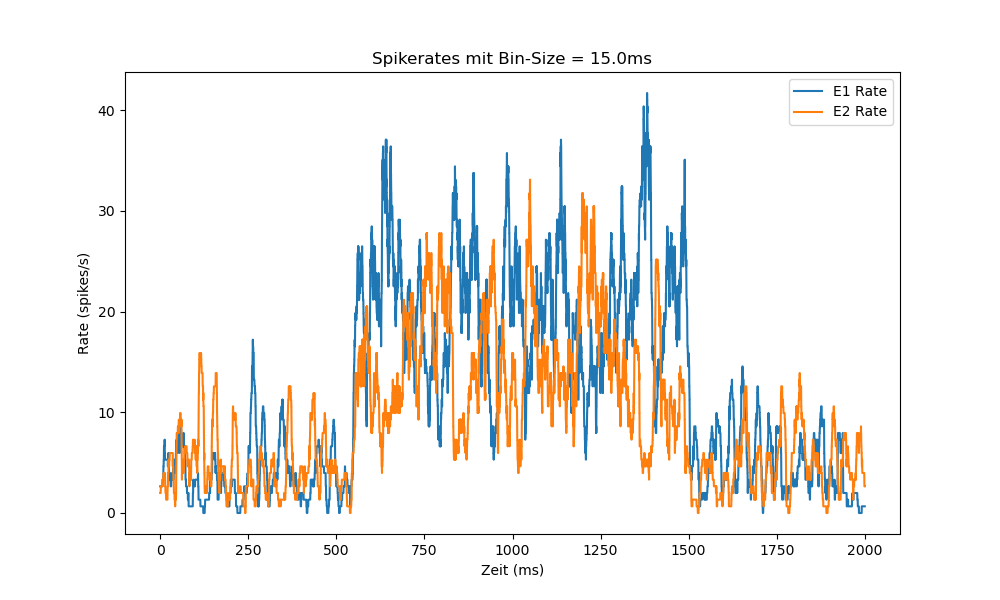 Spikerates mit Bin-Size = 15.0ms
E1 Rate
E2 Rate
Rate (spikes/s)
40
30
20
10
0
0 250 500 750 1000 1250 1500 1750 2000
Zeit (ms)